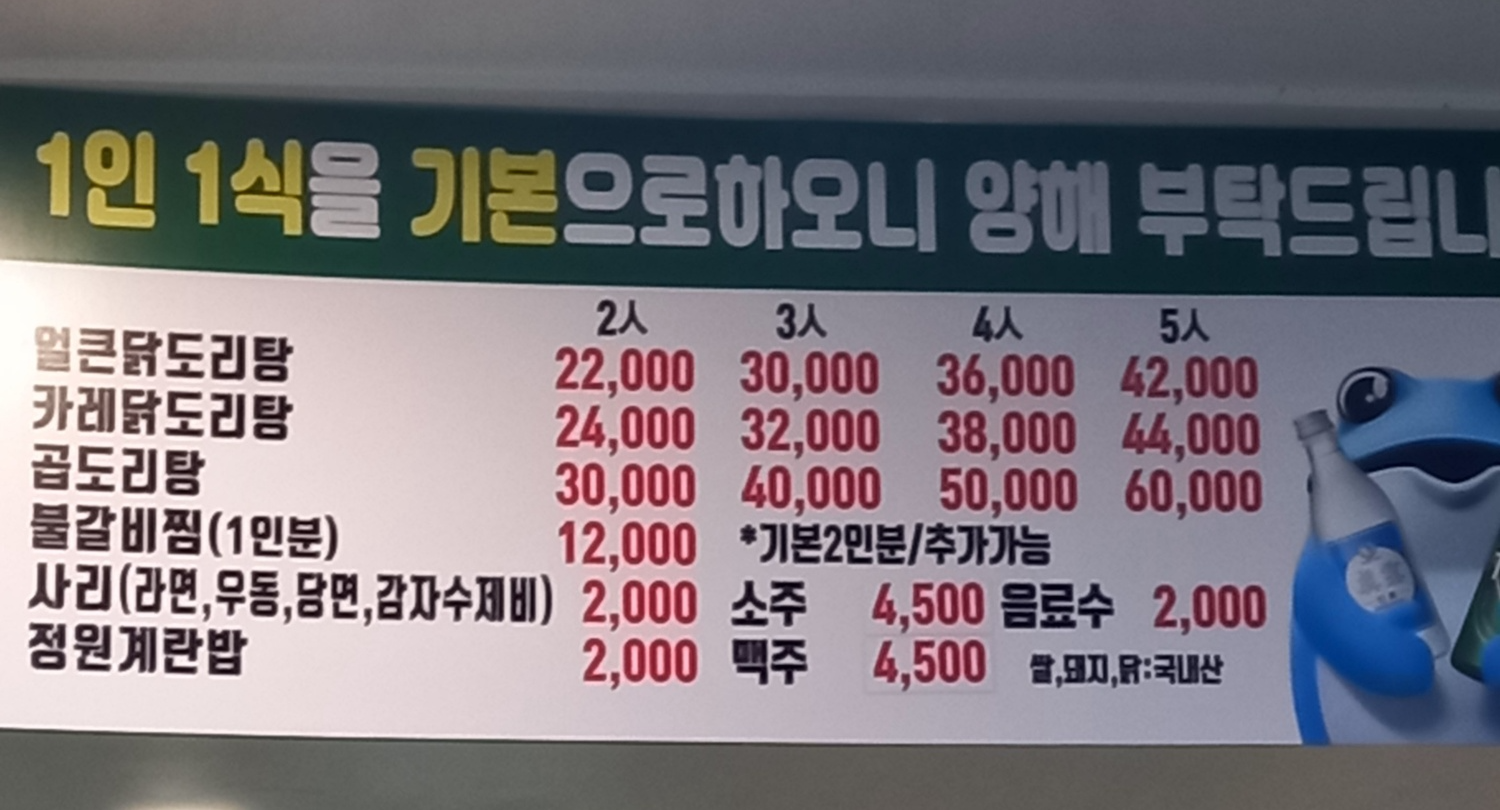 1인 1식을 기본으로하오니 양해 부탁드립니
2人 3人 4人 5人
얼큰닭도리탕 22,000 30,000 36,000 42,000
카레닭도리탕 24,000 32,000 38,000 44,000
곱도리탕 30,000 40,000 50,000 60,000
불갈비찜(1인분) 12,000 *기본2인분/추가가능
사리(라면,우동,당면,감자수제비) 2,000 소주 4,500 음료수 2,000
정원계란밥 2,000 맥주 4,500 쌀,돼지,닭:국내산